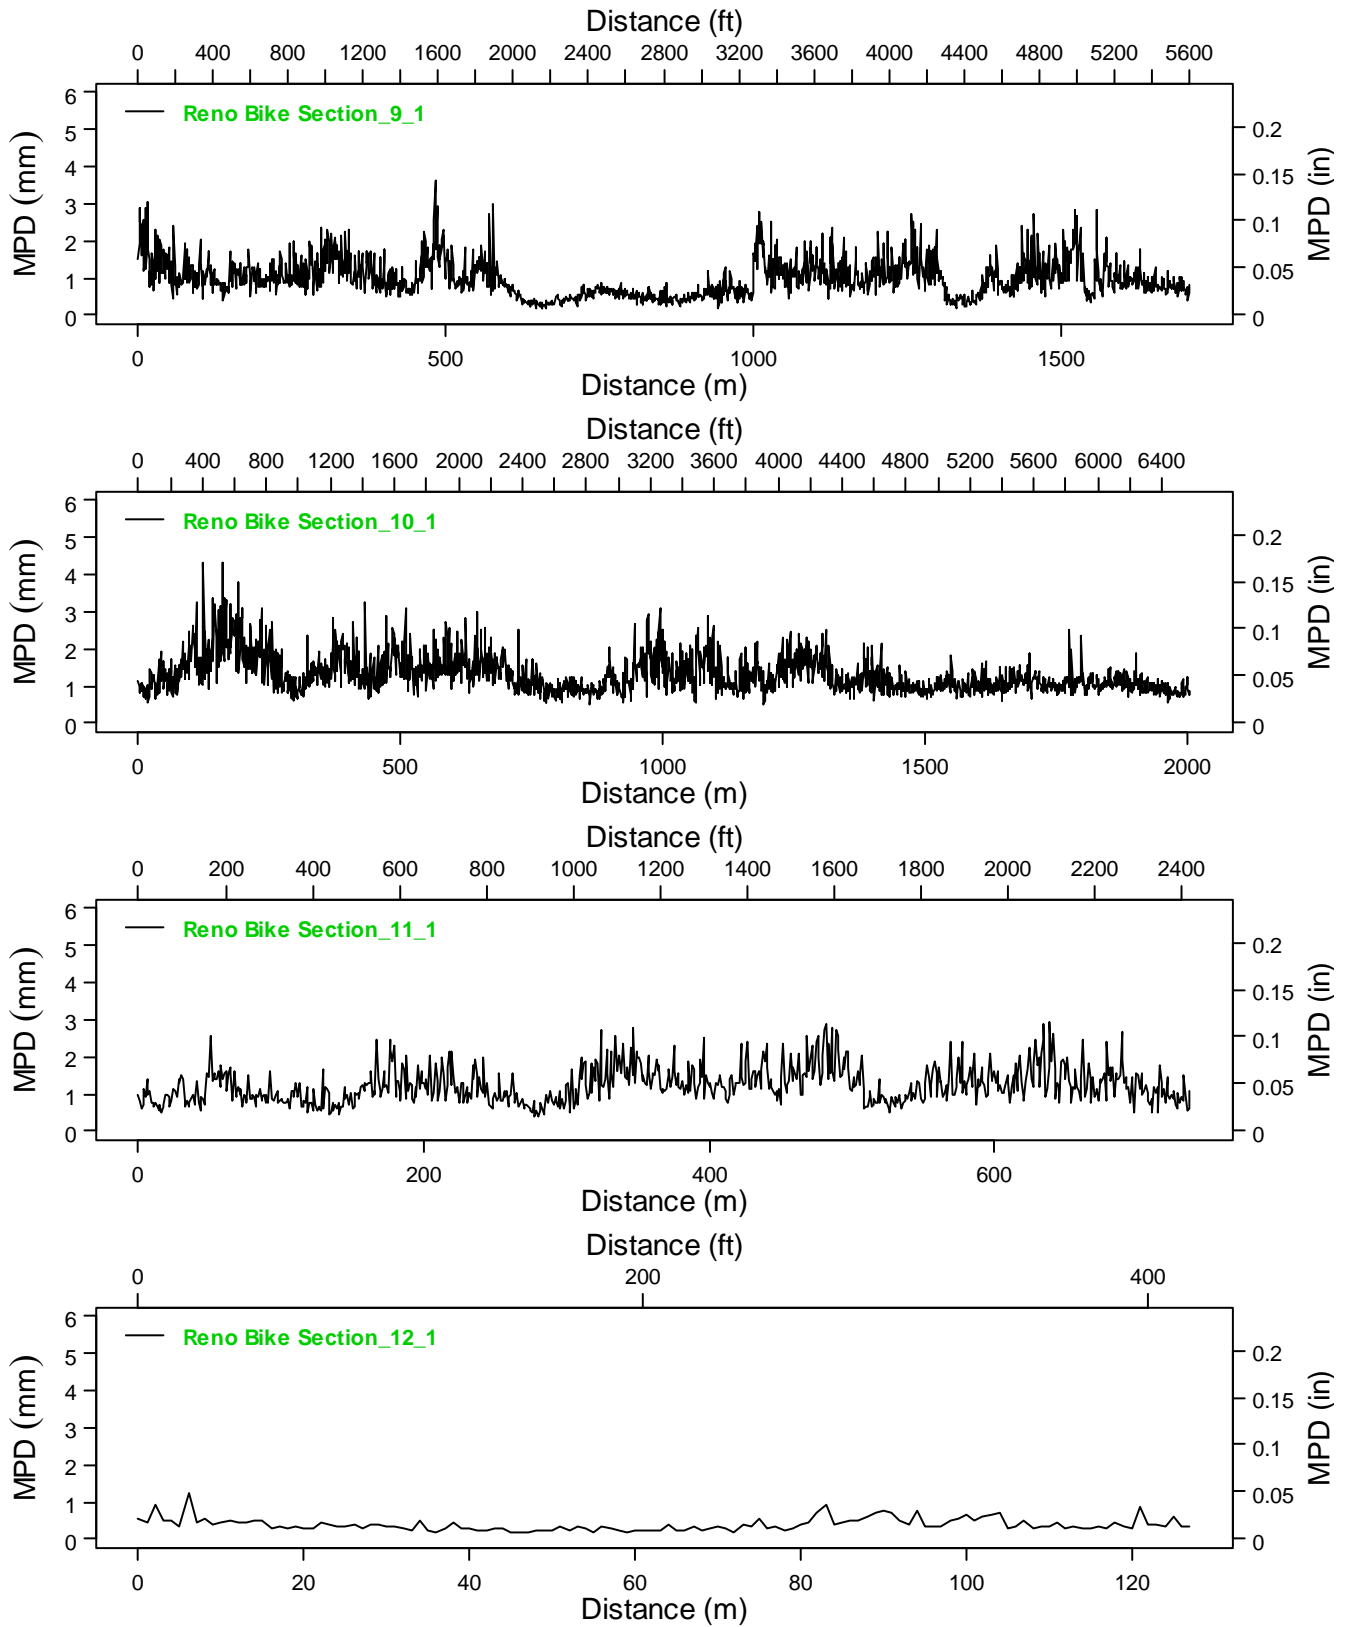 Distance (ft)
0 400 800 1200 1600 2000 2400 2800 3200 3600 4000 4400 4800 5200 5600
6
5
4
3
2
1
0
MPD (mm)
Reno Bike Section_9_1
0.2
0.15
0.1
0.05
0
MPD (in)
0 500 1000 1500
Distance (m)
Distance (ft)
0 400 800 1200 1600 2000 2400 2800 3200 3600 4000 4400 4800 5200 5600 6000 6400
6
5
4
3
2
1
0
MPD (mm)
Reno Bike Section_10_1
0.2
0.15
0.1
0.05
0
MPD (in)
0 500 1000 1500 2000
Distance (m)
Distance (ft)
0 200 400 600 800 1000 1200 1400 1600 1800 2000 2200 2400
6
5
4
3
2
1
0
MPD (mm)
Reno Bike Section_11_1
0.2
0.15
0.1
0.05
0
MPD (in)
0 200 400 600
Distance (m)
Distance (ft)
0 200 400
6
5
4
3
2
1
0
MPD (mm)
Reno Bike Section_12_1
0.2
0.15
0.1
0.05
0
MPD (in)
0 20 40 60 80 100 120
Distance (m)